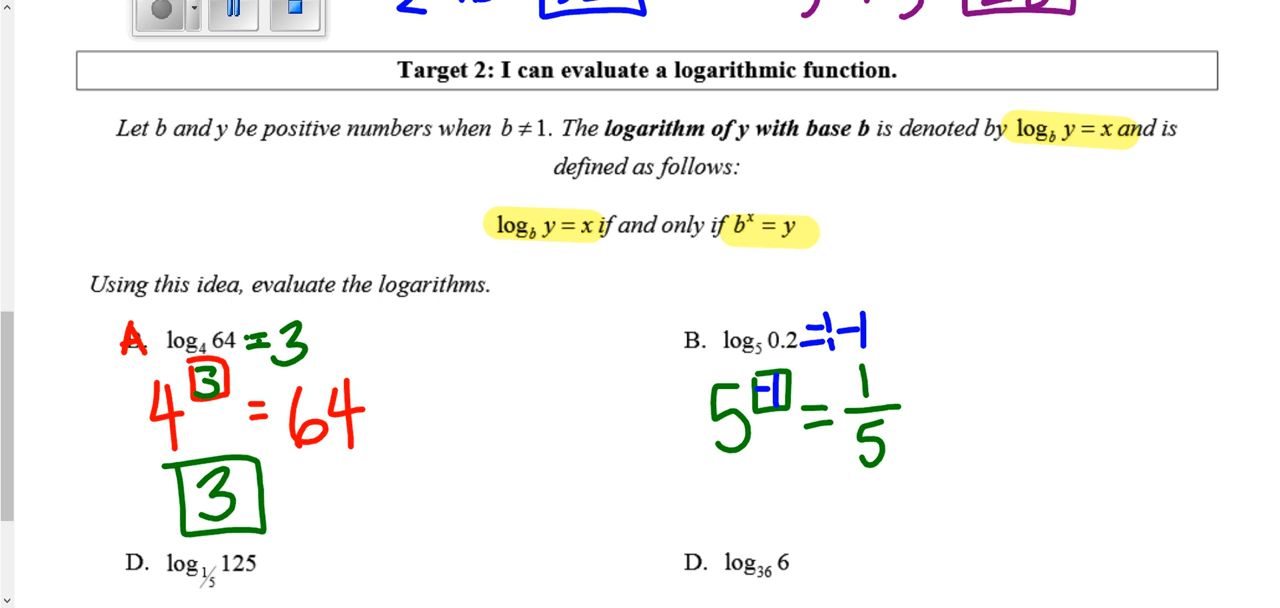 Target 2: I can evaluate a logarithmic function.
Let b and y be positive numbers when b ≠ 1. The logarithm of y with base b is denoted by log_b y = x and is
defined as follows:
log_b y = x if and only if b^x = y
Using this idea, evaluate the logarithms.
A. log_4 64 = 3
B. log_5 0.2 = -1
4^3 = 64
5^-1 = 1/5
3
D. log_1/5 125
D. log_36 6